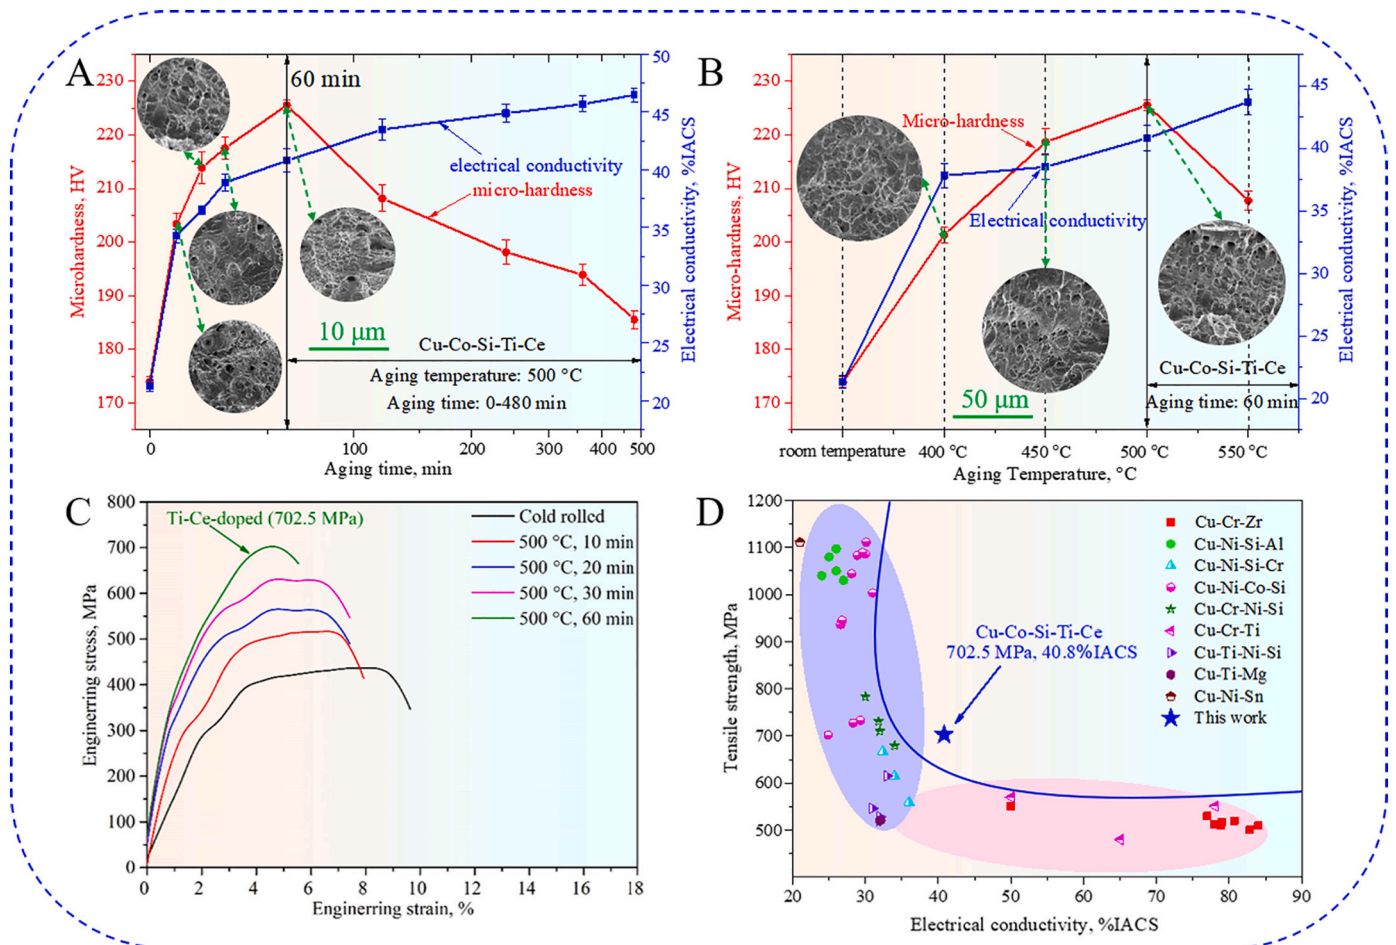 A
60 min
230
220
210
200
190
180
170
Microhardness, HV
50
45
40
35
30
25
20
Electrical conductivity, %IACS
electrical conductivity
micro-hardness
10 μm
Cu-Co-Si-Ti-Ce
Aging temperature: 500 °C
Aging time: 0-480 min
0
100
200
300
400
500
Aging time, min
B
230
220
210
200
190
180
170
Micro-hardness, HV
45
40
35
30
25
20
Electrical conductivity, %IACS
Micro-hardness
Electrical conductivity
50 μm
Cu-Co-Si-Ti-Ce
Aging time: 60 min
room temperature
400 °C
450 °C
500 °C
550 °C
Aging Temperature, °C
C
800
700
600
500
400
300
200
100
0
Enginerring stress, MPa
Ti-Ce-doped (702.5 MPa)
Cold rolled
500 °C, 10 min
500 °C, 20 min
500 °C, 30 min
500 °C, 60 min
0
2
4
6
8
10
12
14
16
18
Enginerring strain, %
D
1200
1100
1000
900
800
700
600
500
Tensile strength, MPa
Cu-Co-Si-Ti-Ce
702.5 MPa, 40.8%IACS
Cu-Cr-Zr
Cu-Ni-Si-Al
Cu-Ni-Si-Cr
Cu-Ni-Co-Si
Cu-Cr-Ni-Si
Cu-Cr-Ti
Cu-Ti-Ni-Si
Cu-Ti-Mg
Cu-Ni-Sn
This work
20
30
40
50
60
70
80
90
Electrical conductivity, %IACS